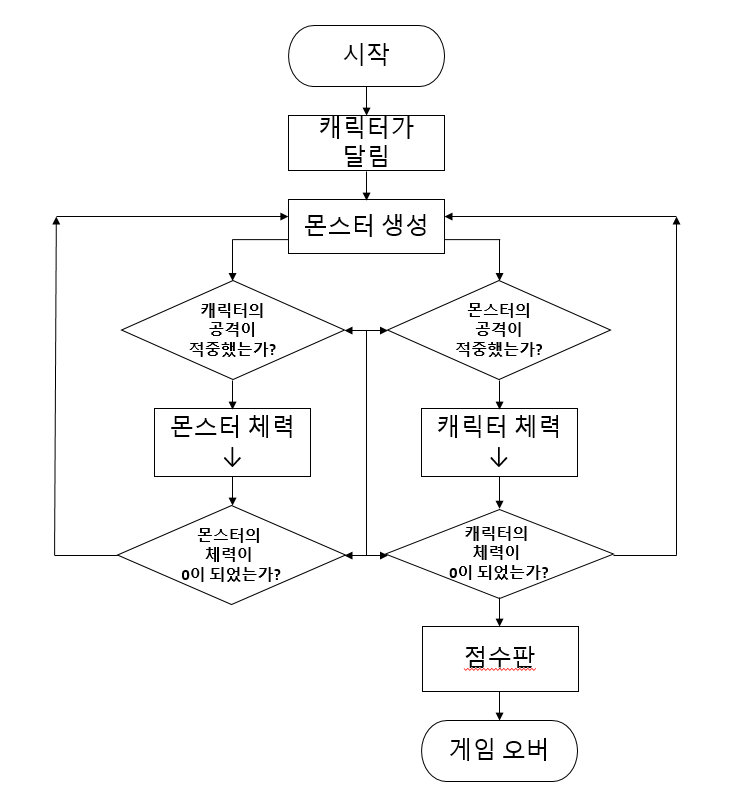 시작
캐릭터가
달림
몬스터 생성
캐릭터의
공격이
적중했는가?
몬스터의
공격이
적중했는가?
몬스터 체력
↓
캐릭터 체력
↓
몬스터의
체력이
0이 되었는가?
캐릭터의
체력이
0이 되었는가?
점수판
게임 오버